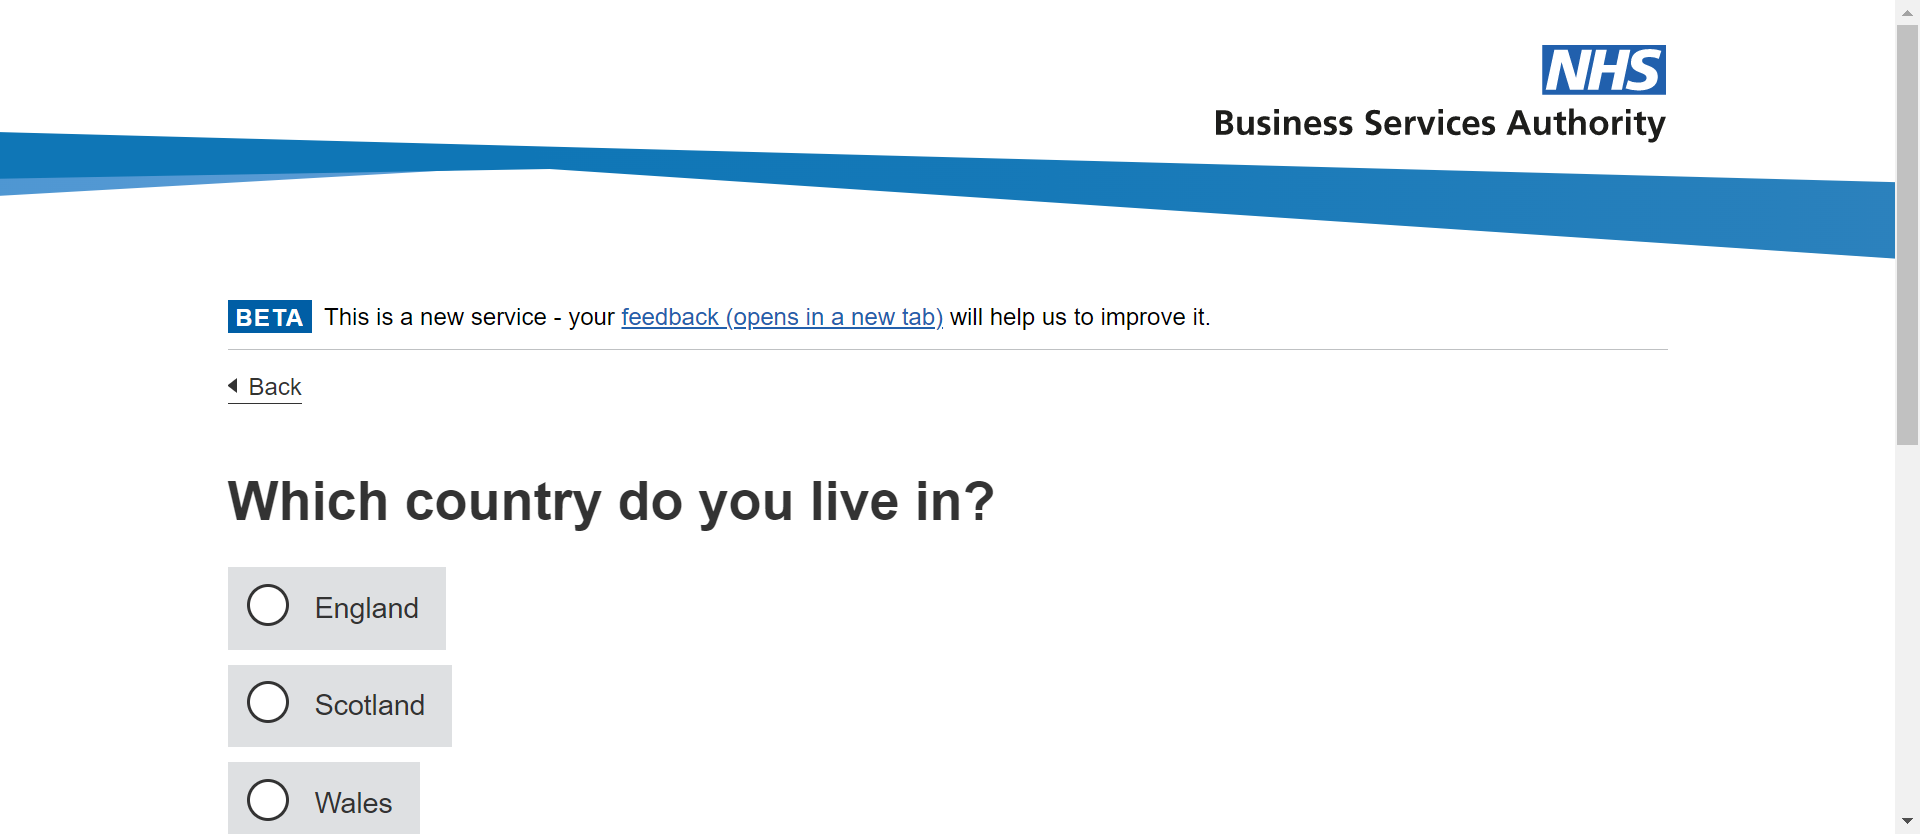 NHS
Business Services Authority
BETA This is a new service - your feedback (opens in a new tab) will help us to improve it.
Back
Which country do you live in?
England
Scotland
Wales